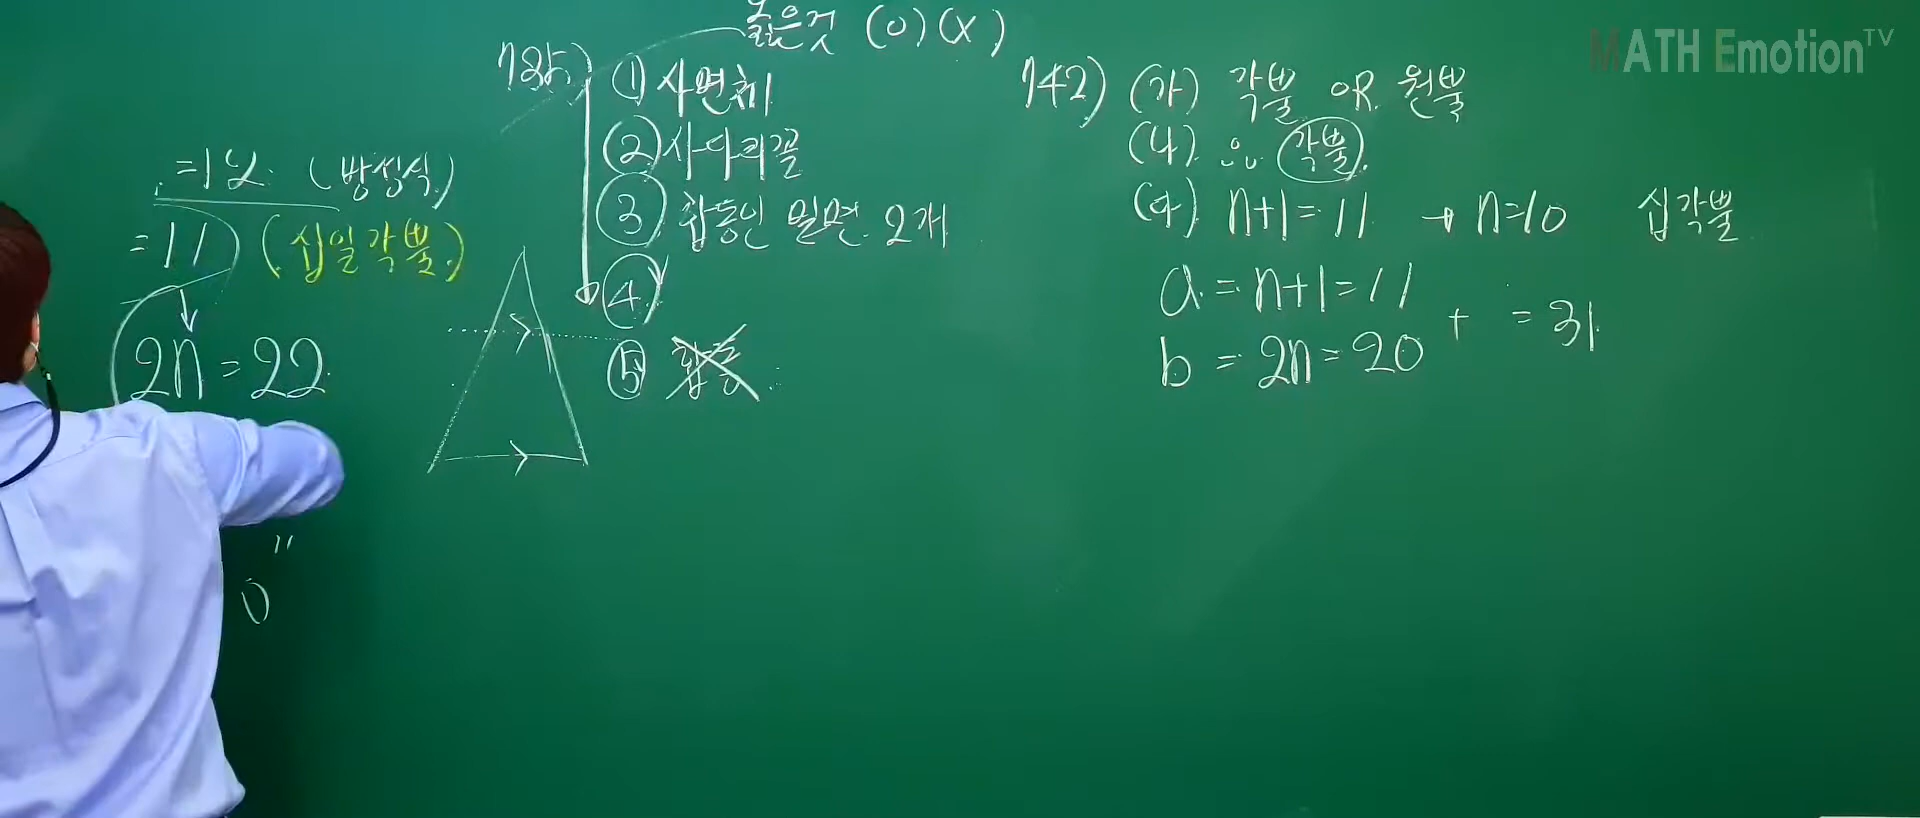 옳은것 (O)(X)
MATH Emotion TV
=12 (방정식)
=11 (십일각뿔)
2n=22
0
① 사면체
② 사다리꼴
③ 합동인 밑면 2개
④
⑤ 합동
742) (가) 각뿔 OR 원뿔
(나) 은 각뿔
(다) n+1=11 → n=10 십각뿔
a=n+1=11
b=2n=20
+ =31